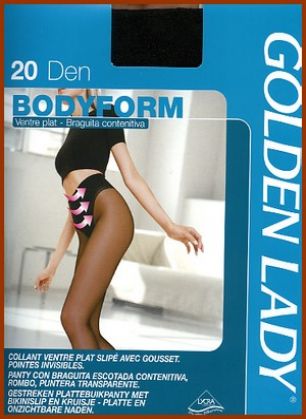 20 Den
BODYFORM
Ventre plat - Braguita contenitiva
GOLDEN LADY
COLLANT VENTRE PLAT SLIPÉ AVEC GOUSSET.
POINTES INVISIBLES.
PANTY CON BRAGUITA ESCOTADA CONTENITIVA,
ROMBO, PUNTERA TRANSPARENTE.
GESTREKEN PLATTEBUIKPANTY MET
BIKINISLIP EN KRUISJE - PLATTE EN
ONZICHTBARE NADEN.
LYCRA